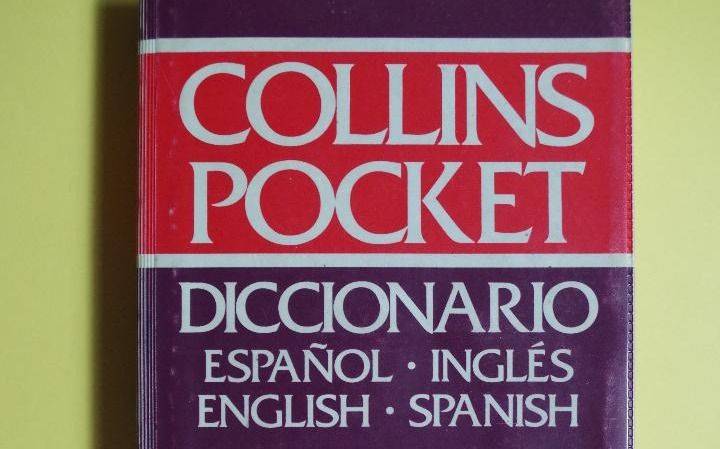 COLLINS
POCKET
DICCIONARIO
ESPAÑOL · INGLÉS
ENGLISH · SPANISH